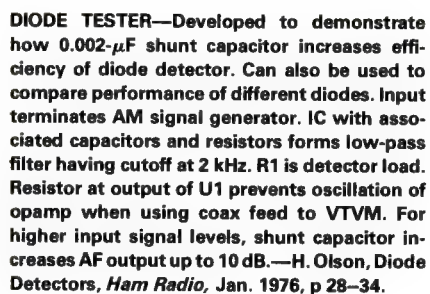 DIODE TESTER—Developed to demonstrate
how 0.002-μF shunt capacitor increases effi-
ciency of diode detector. Can also be used to
compare performance of different diodes. Input
terminates AM signal generator. IC with asso-
ciated capacitors and resistors forms low-pass
filter having cutoff at 2 kHz. R1 is detector load.
Resistor at output of U1 prevents oscillation of
opamp when using coax feed to VTVM. For
higher input signal levels, shunt capacitor in-
creases AF output up to 10 dB.—H. Olson, Diode
Detectors, Ham Radio, Jan. 1976, p 28–34.